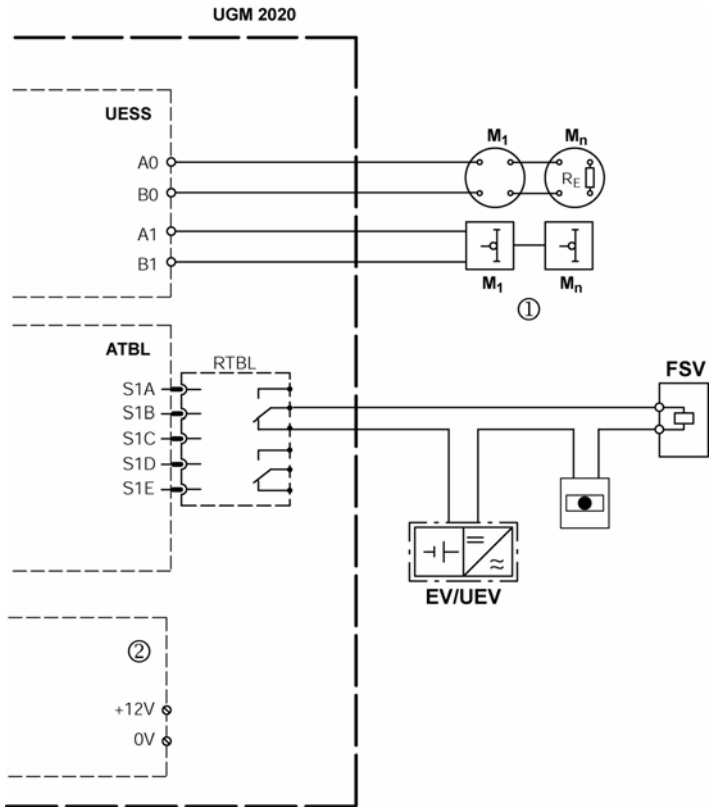 UGM 2020
UESS
A0
B0
A1
B1
M1 Mn
RE
M1 Mn
①
ATBL
RTBL
S1A
S1B
S1C
S1D
S1E
FSV
EV/UEV
②
+12V
0V